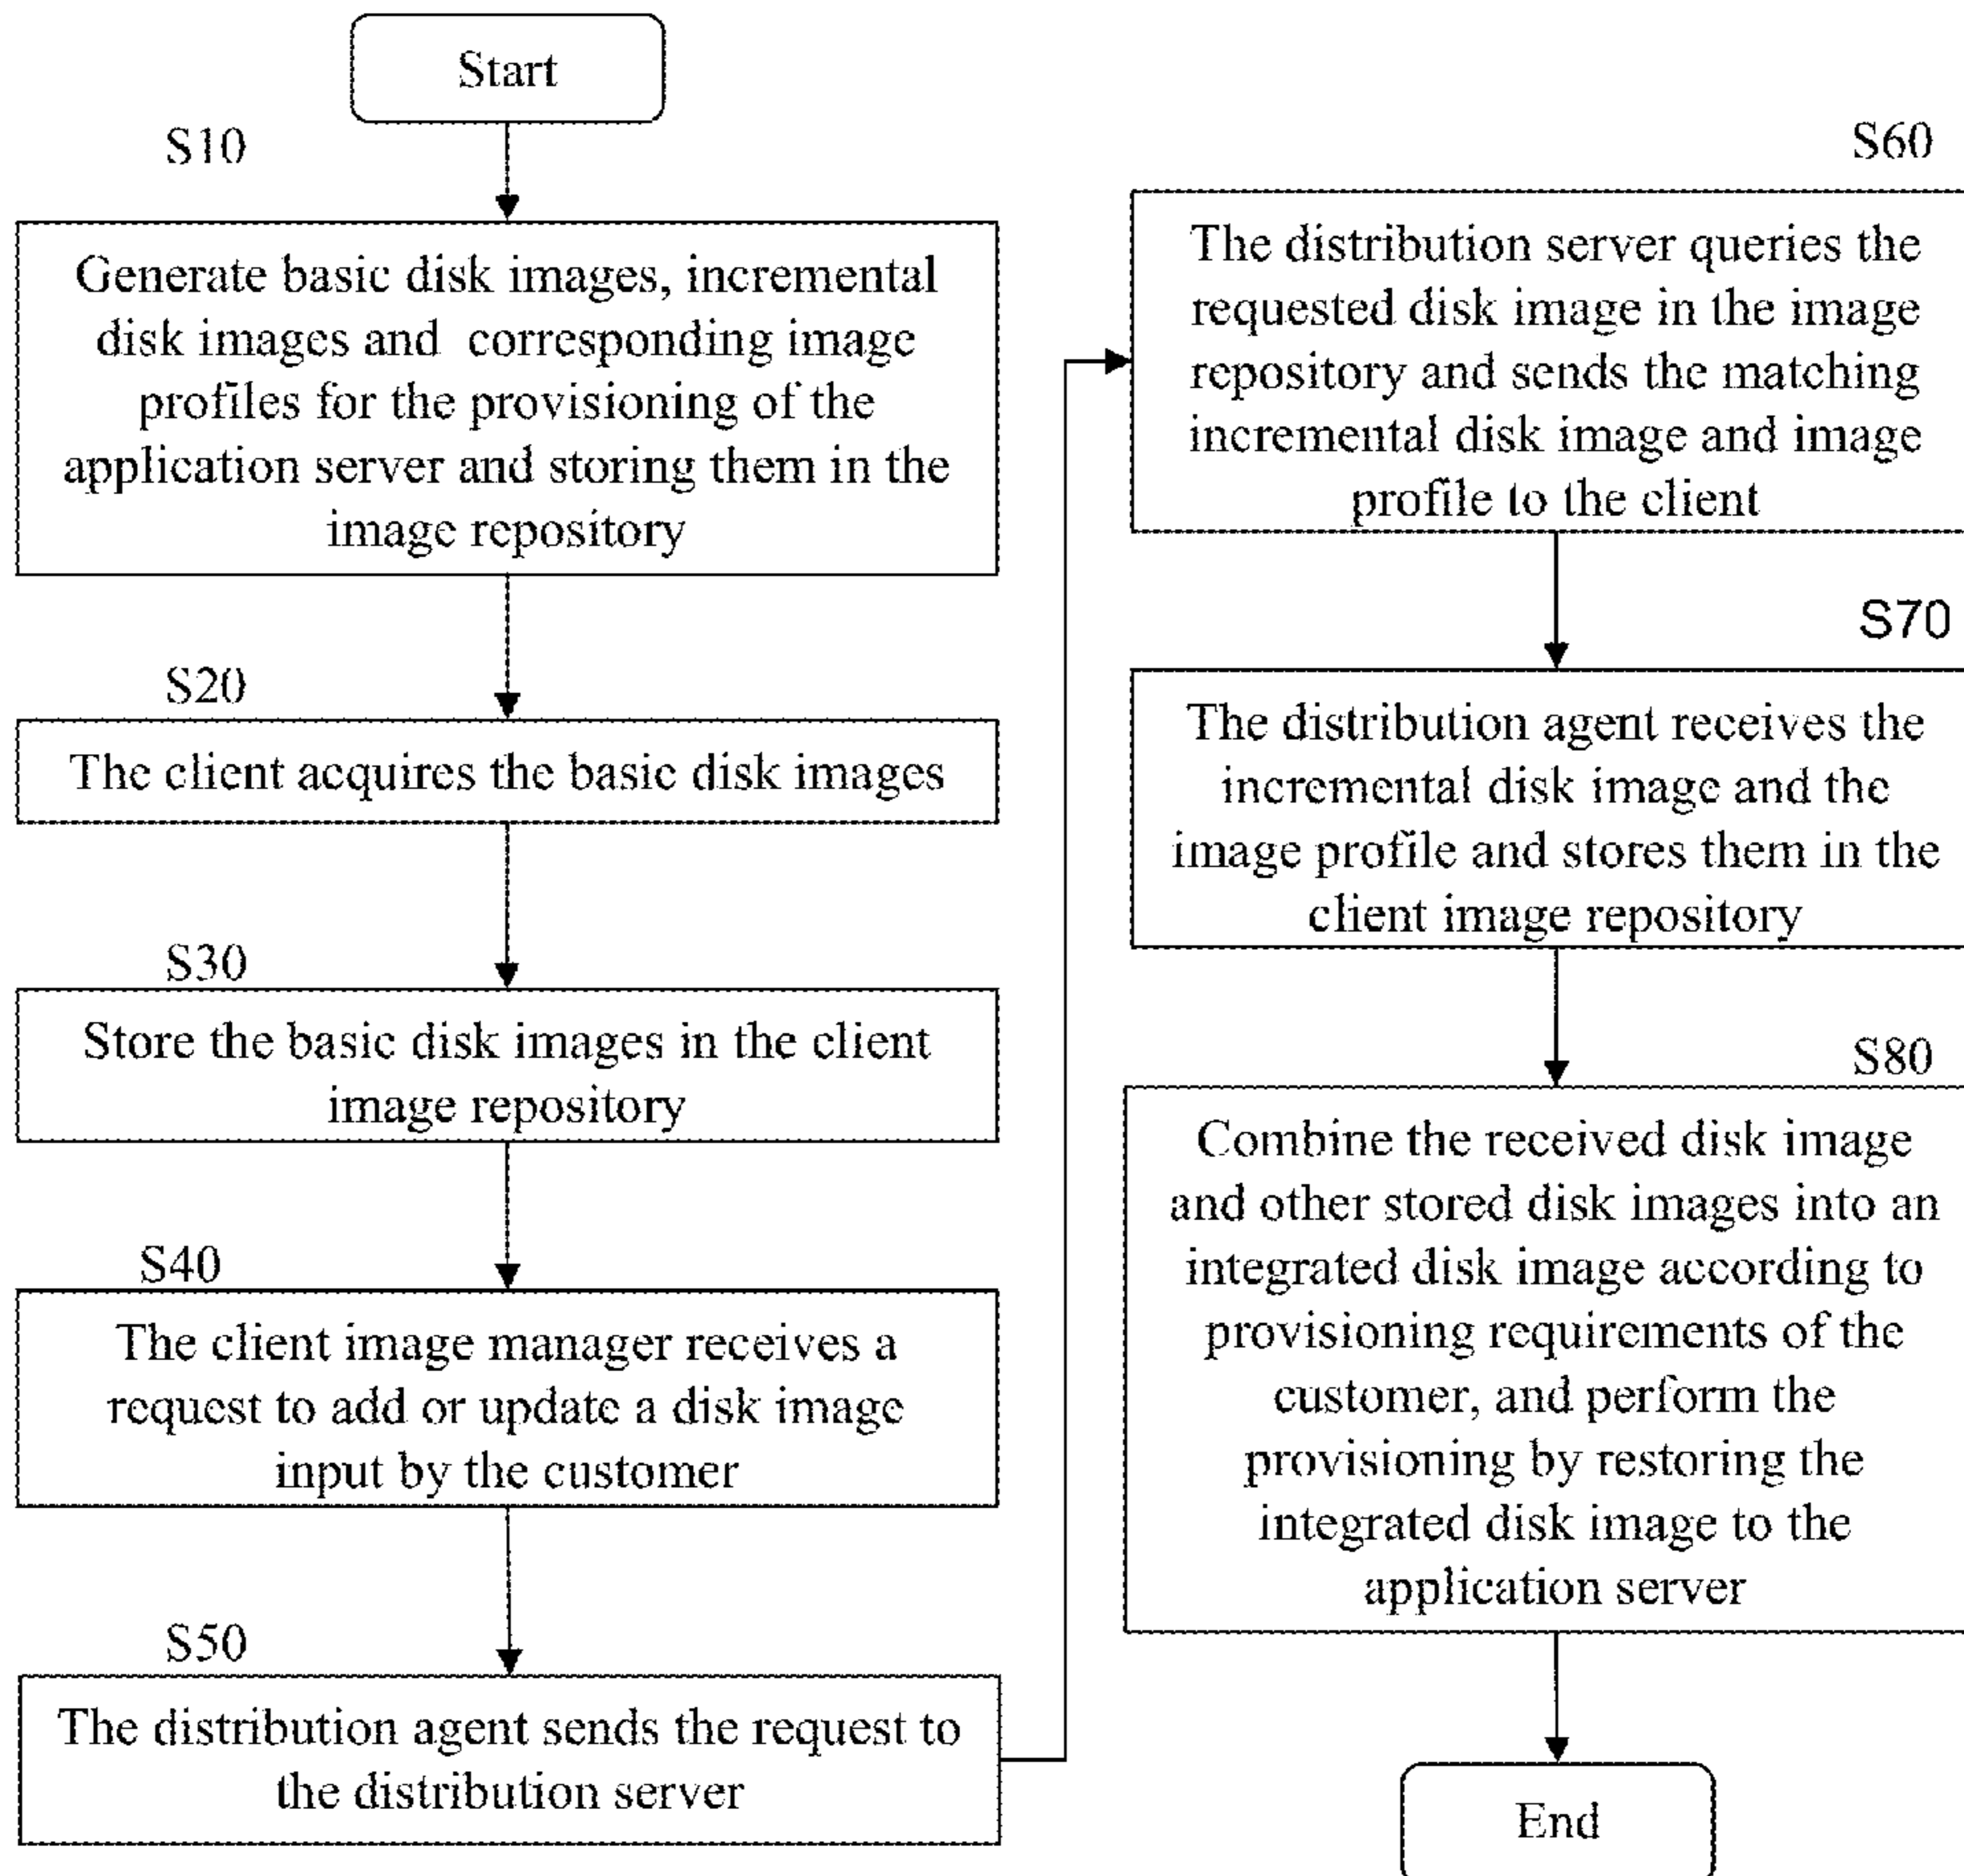 Start
S10
Generate basic disk images, incremental
disk images and corresponding image
profiles for the provisioning of the
application server and storing them in the
image repository
S20
The client acquires the basic disk images
S30
Store the basic disk images in the client
image repository
S40
The client image manager receives a
request to add or update a disk image
input by the customer
S50
The distribution agent sends the request to
the distribution server
S60
The distribution server queries the
requested disk image in the image
repository and sends the matching
incremental disk image and image
profile to the client
S70
The distribution agent receives the
incremental disk image and the
image profile and stores them in the
client image repository
S80
Combine the received disk image
and other stored disk images into an
integrated disk image according to
provisioning requirements of the
customer, and perform the
provisioning by restoring the
integrated disk image to the
application server
End